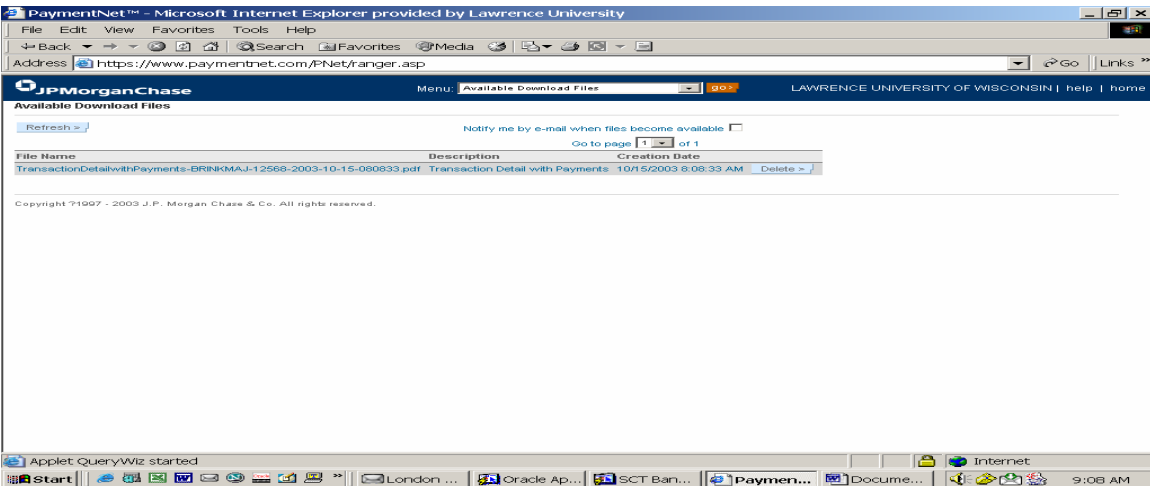 PaymentNet™ - Microsoft Internet Explorer provided by Lawrence University
File Edit View Favorites Tools Help
Back Search Favorites Media
Address https://www.paymentnet.com/PNet/ranger.asp Go Links »
JPMorganChase Menu: Available Download Files go> LAWRENCE UNIVERSITY OF WISCONSIN | help | home
Available Download Files
Refresh >
Notify me by e-mail when files become available
Go to page 1 of 1
File Name Description Creation Date
TransactionDetailwithPayments-BRINKMAJ-12568-2003-10-15-080833.pdf Transaction Detail with Payments 10/15/2003 8:08:33 AM Delete >
Copyright ?1997 - 2003 J.P. Morgan Chase & Co. All rights reserved.
Applet QueryWiz started Internet
Start » London ... Oracle Ap... SCT Ban... Paymen... Docume... 9:08 AM